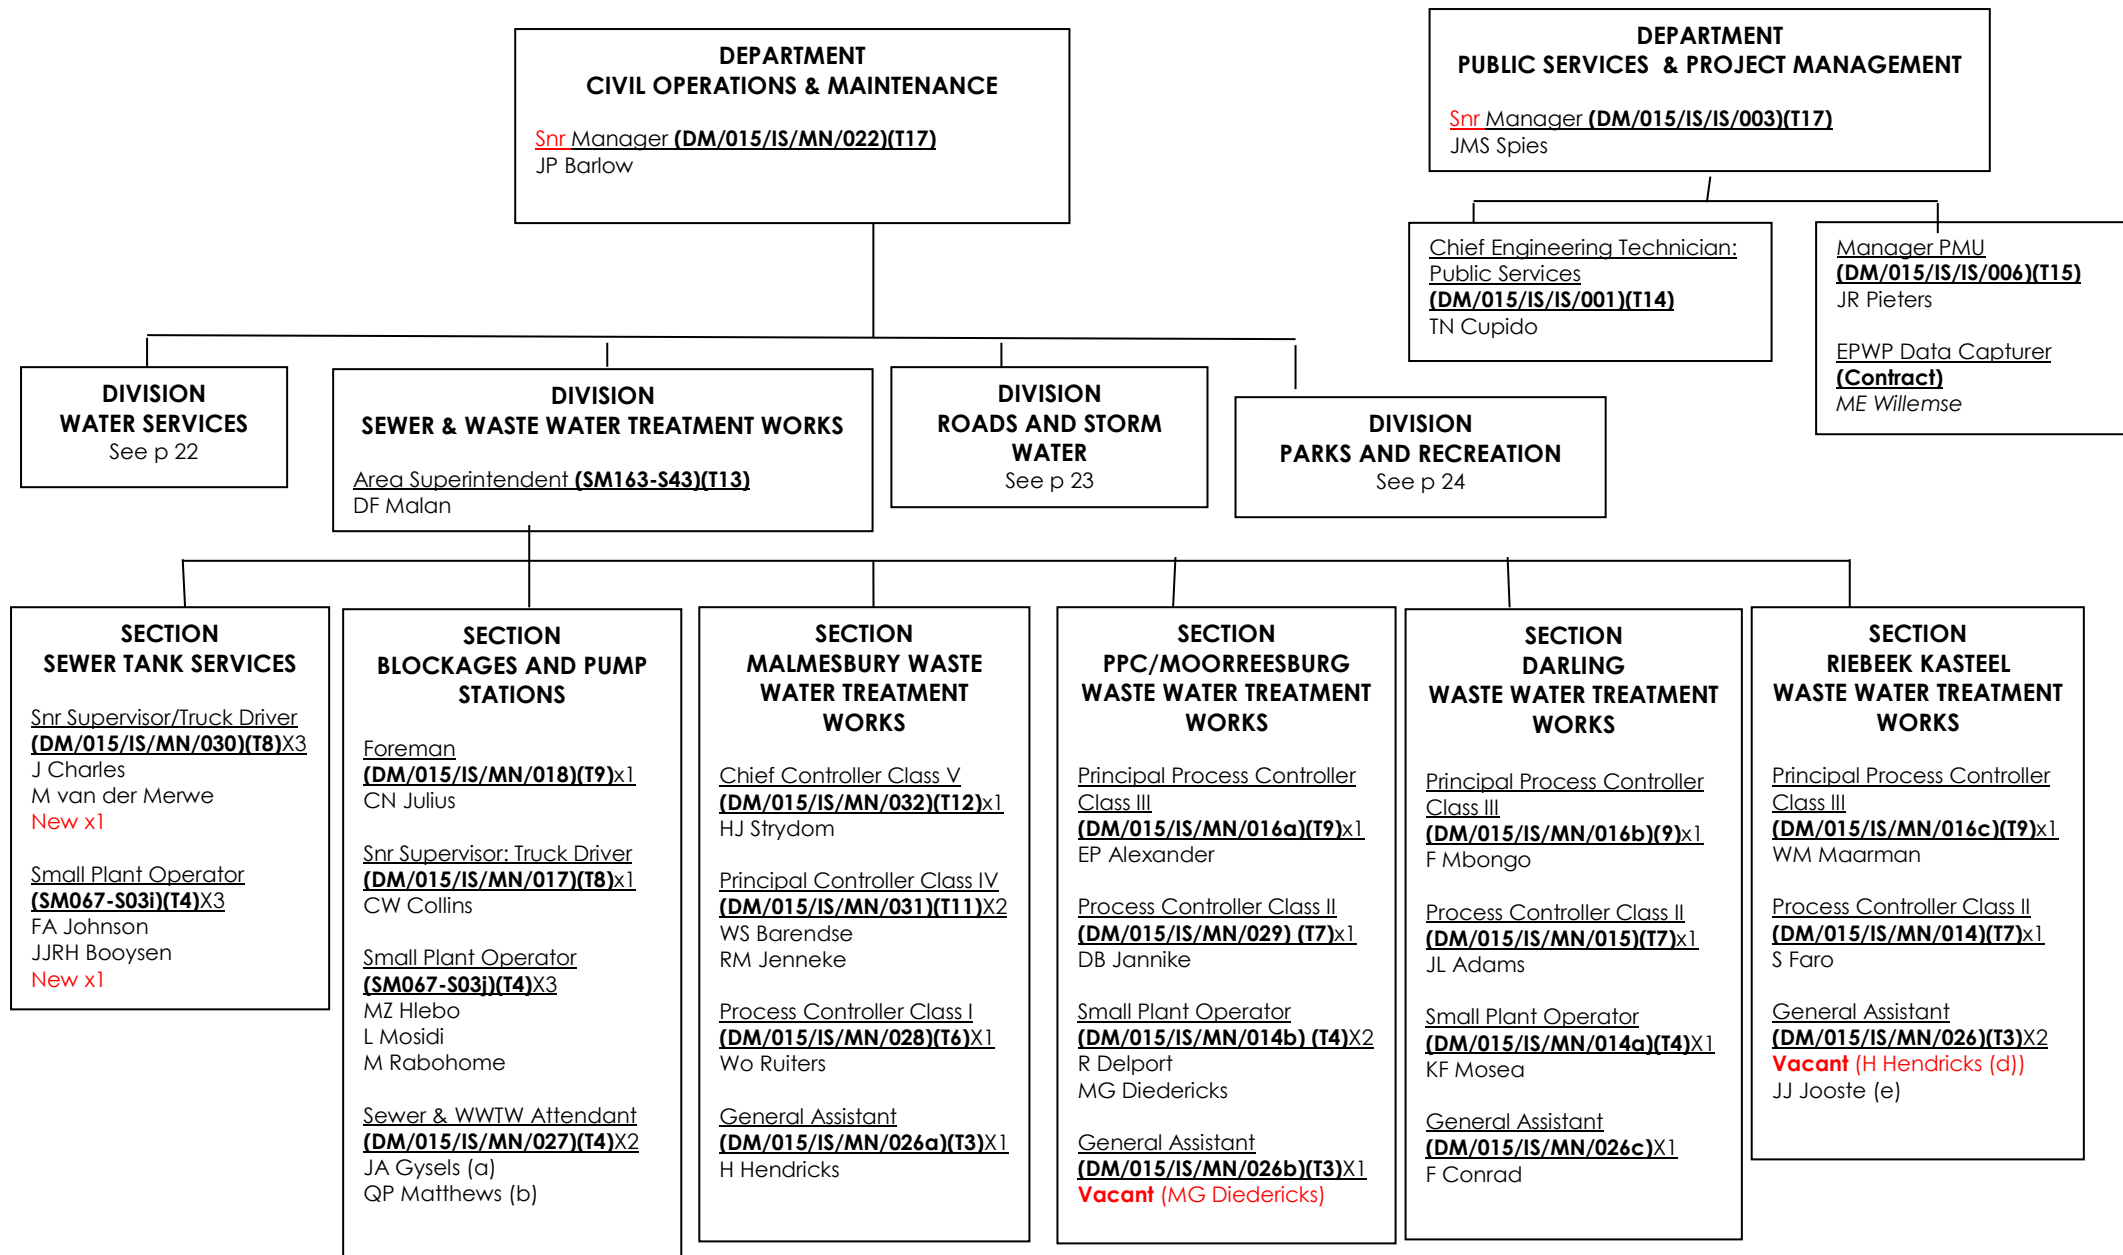 DEPARTMENT
CIVIL OPERATIONS & MAINTENANCE
Snr Manager (DM/015/IS/MN/022)(T17)
JP Barlow
DEPARTMENT
PUBLIC SERVICES & PROJECT MANAGEMENT
Snr Manager (DM/015/IS/IS/003)(T17)
JMS Spies
Chief Engineering Technician:
Public Services
(DM/015/IS/IS/001)(T14)
TN Cupido
Manager PMU
(DM/015/IS/IS/006)(T15)
JR Pieters
EPWP Data Capturer
(Contract)
ME Willemse
DIVISION
WATER SERVICES
See p 22
DIVISION
SEWER & WASTE WATER TREATMENT WORKS
Area Superintendent (SM163-S43)(T13)
DF Malan
DIVISION
ROADS AND STORM
WATER
See p 23
DIVISION
PARKS AND RECREATION
See p 24
SECTION
SEWER TANK SERVICES
Snr Supervisor/Truck Driver
(DM/015/IS/MN/030)(T8)X3
J Charles
M van der Merwe
New x1
Small Plant Operator
(SM067-S03i)(T4)X3
FA Johnson
JJRH Booysen
New x1
SECTION
BLOCKAGES AND PUMP
STATIONS
Foreman
(DM/015/IS/MN/018)(T9)x1
CN Julius
Snr Supervisor: Truck Driver
(DM/015/IS/MN/017)(T8)x1
CW Collins
Small Plant Operator
(SM067-S03j)(T4)X3
MZ Hlebo
L Mosidi
M Rabohome
Sewer & WWTW Attendant
(DM/015/IS/MN/027)(T4)X2
JA Gysels (a)
QP Matthews (b)
SECTION
MALMESBURY WASTE
WATER TREATMENT
WORKS
Chief Controller Class V
(DM/015/IS/MN/032)(T12)x1
HJ Strydom
Principal Controller Class IV
(DM/015/IS/MN/031)(T11)X2
WS Barendse
RM Jenneke
Process Controller Class I
(DM/015/IS/MN/028)(T6)X1
Wo Ruiters
General Assistant
(DM/015/IS/MN/026a)(T3)X1
H Hendricks
SECTION
PPC/MOORREESBURG
WASTE WATER TREATMENT
WORKS
Principal Process Controller
Class III
(DM/015/IS/MN/016a)(T9)x1
EP Alexander
Process Controller Class II
(DM/015/IS/MN/029) (T7)x1
DB Jannike
Small Plant Operator
(DM/015/IS/MN/014b) (T4)X2
R Delport
MG Diedericks
General Assistant
(DM/015/IS/MN/026b)(T3)X1
Vacant (MG Diedericks)
SECTION
DARLING
WASTE WATER TREATMENT
WORKS
Principal Process Controller
Class III
(DM/015/IS/MN/016b)(9)x1
F Mbongo
Process Controller Class II
(DM/015/IS/MN/015)(T7)x1
JL Adams
Small Plant Operator
(DM/015/IS/MN/014a)(T4)X1
KF Mosea
General Assistant
(DM/015/IS/MN/026c)X1
F Conrad
SECTION
RIEBEEK KASTEEL
WASTE WATER TREATMENT
WORKS
Principal Process Controller
Class III
(DM/015/IS/MN/016c)(T9)x1
WM Maarman
Process Controller Class II
(DM/015/IS/MN/014)(T7)x1
S Faro
General Assistant
(DM/015/IS/MN/026)(T3)X2
Vacant (H Hendricks (d))
JJ Jooste (e)